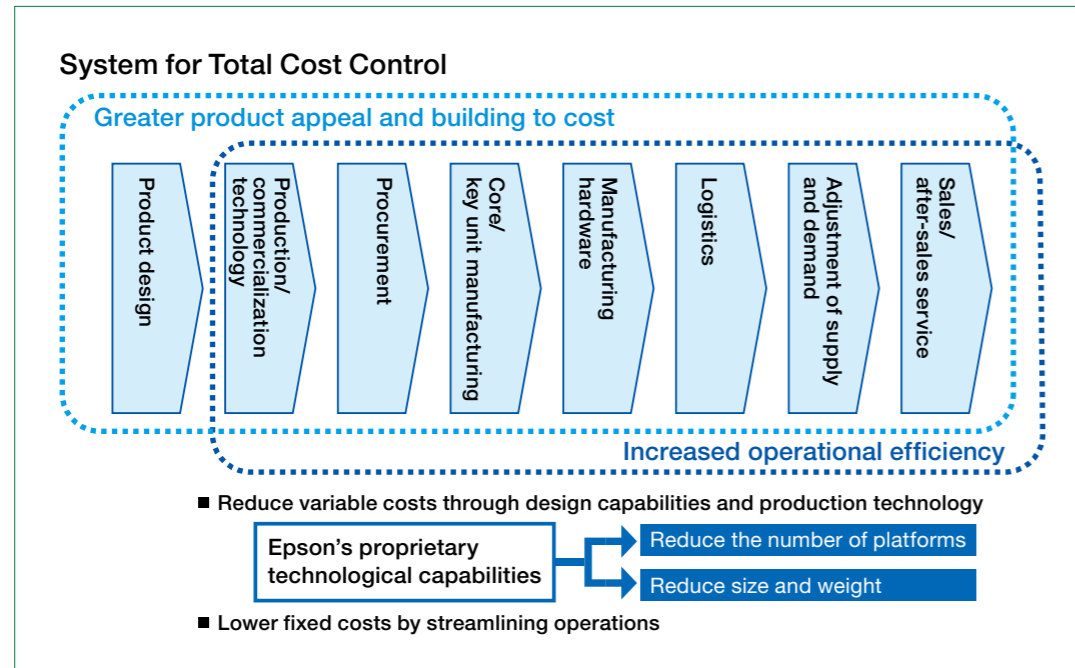 System for Total Cost Control
Greater product appeal and building to cost
Product design
Production/
commercialization
technology
Procurement
Core/
key unit manufacturing
Manufacturing
hardware
Logistics
Adjustment of supply
and demand
Sales/
after-sales service
Increased operational efficiency
■ Reduce variable costs through design capabilities and production technology
Epson’s proprietary
technological capabilities
Reduce the number of platforms
Reduce size and weight
■ Lower fixed costs by streamlining operations